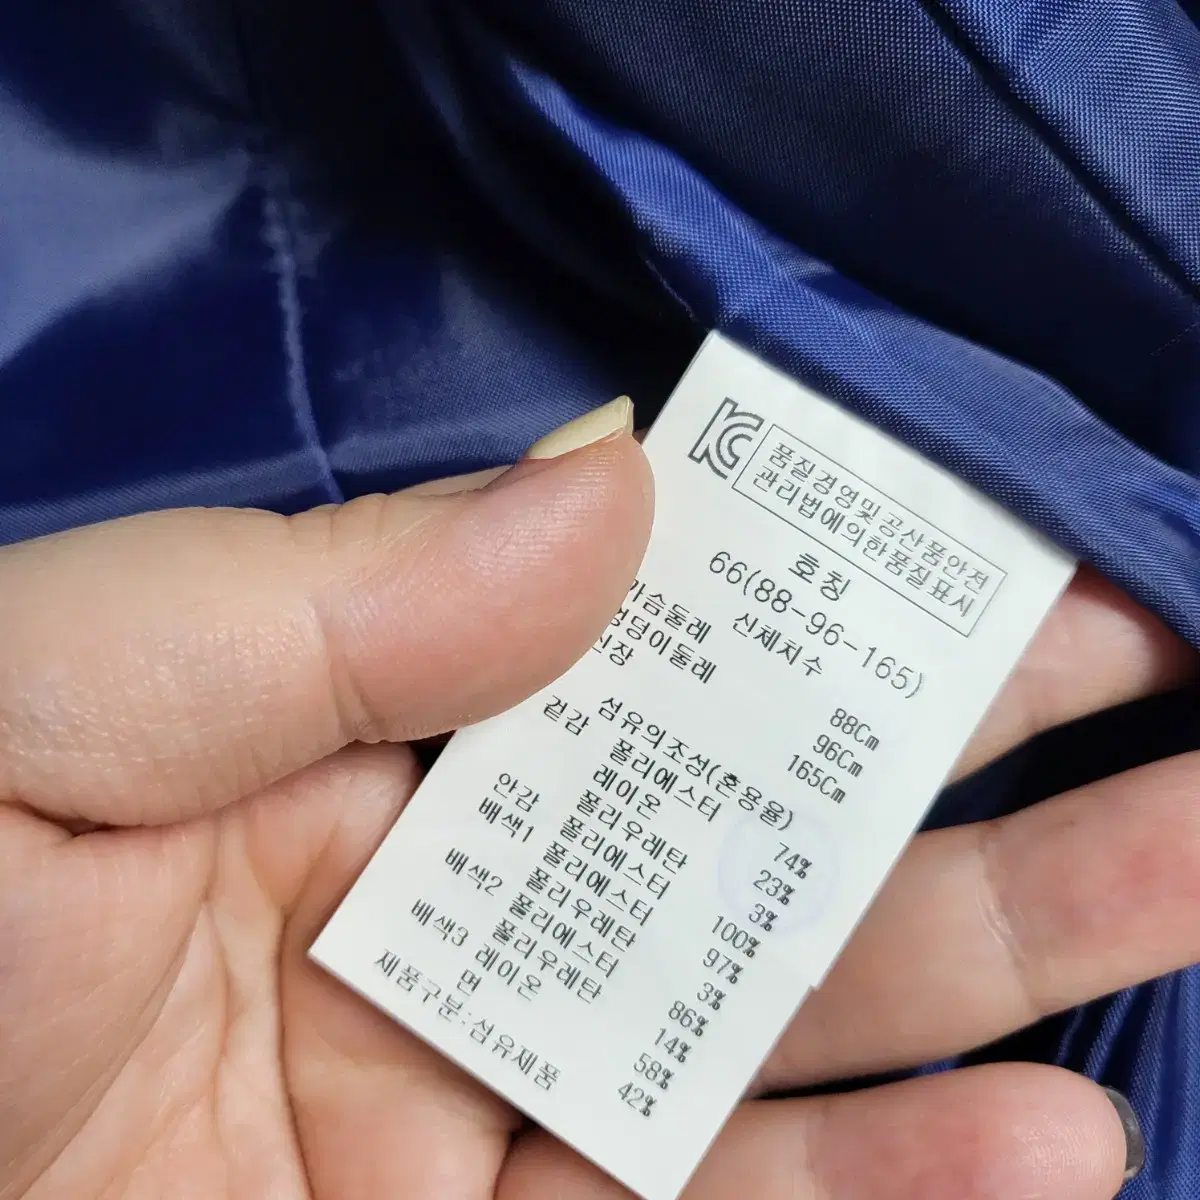 품질경영및공산품안전
관리법에의한품질표시
호칭
66(88-96-165)
신체치수
가슴둘레 88Cm
엉덩이둘레 96Cm
신장 165Cm
섬유의조성(혼용율)
겉감 폴리에스터 74%
레이온 23%
폴리우레탄 3%
안감 폴리에스터 100%
배색1 폴리에스터 97%
폴리우레탄 3%
배색2 폴리에스터 86%
폴리우레탄 14%
배색3 레이온 58%
면 42%
제품구분:섬유제품